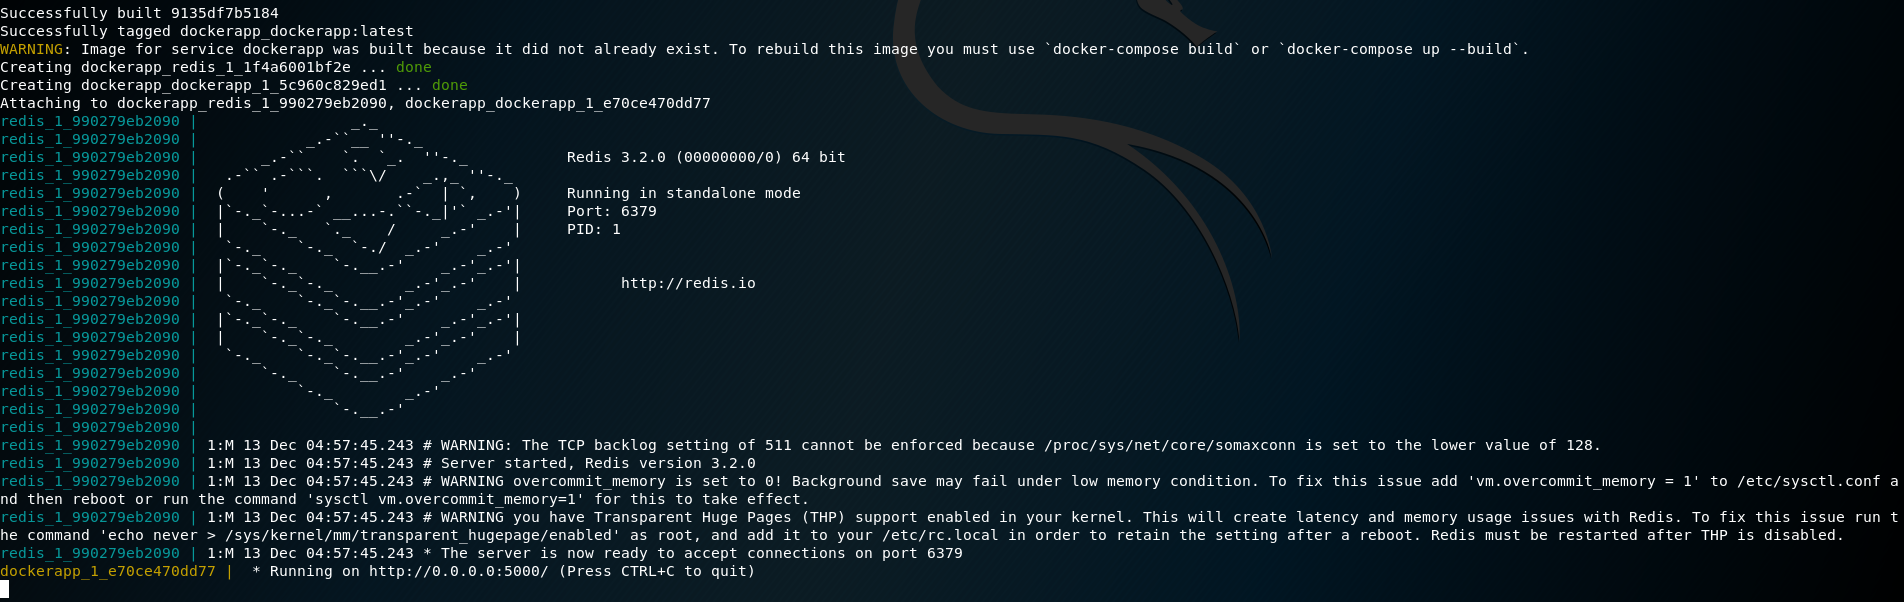 Successfully built 9135df7b5184
Successfully tagged dockerapp_dockerapp:latest
WARNING: Image for service dockerapp was built because it did not already exist. To rebuild this image you must use `docker-compose build` or `docker-compose up --build`.
Creating dockerapp_redis_1_1f4a6001bf2e ... done
Creating dockerapp_dockerapp_1_5c960c829ed1 ... done
Attaching to dockerapp_redis_1_990279eb2090, dockerapp_dockerapp_1_e70ce470dd77
redis_1_990279eb2090 |                 _._
redis_1_990279eb2090 |            _.-``__ ''-._
redis_1_990279eb2090 |       _.-``    `.  `_.  ''-._           Redis 3.2.0 (00000000/0) 64 bit
redis_1_990279eb2090 |   .-`` .-```.  ```\/    _.,_ ''-._
redis_1_990279eb2090 |  (    '      ,       .-`  | `,    )     Running in standalone mode
redis_1_990279eb2090 |  |`-._`-...-` __...-.``-._|'` _.-'|     Port: 6379
redis_1_990279eb2090 |  |    `-._   `._    /     _.-'    |     PID: 1
redis_1_990279eb2090 |   `-._    `-._  `-./  _.-'    _.-'
redis_1_990279eb2090 |  |`-._`-._    `-.__.-'    _.-'_.-'|
redis_1_990279eb2090 |  |    `-._`-._        _.-'_.-'    |           http://redis.io
redis_1_990279eb2090 |   `-._    `-._`-.__.-'_.-'    _.-'
redis_1_990279eb2090 |  |`-._`-._    `-.__.-'    _.-'_.-'|
redis_1_990279eb2090 |  |    `-._`-._        _.-'_.-'    |
redis_1_990279eb2090 |   `-._    `-._`-.__.-'_.-'    _.-'
redis_1_990279eb2090 |       `-._    `-.__.-'    _.-'
redis_1_990279eb2090 |           `-._        _.-'
redis_1_990279eb2090 |               `-.__.-'
redis_1_990279eb2090 |
redis_1_990279eb2090 | 1:M 13 Dec 04:57:45.243 # WARNING: The TCP backlog setting of 511 cannot be enforced because /proc/sys/net/core/somaxconn is set to the lower value of 128.
redis_1_990279eb2090 | 1:M 13 Dec 04:57:45.243 # Server started, Redis version 3.2.0
redis_1_990279eb2090 | 1:M 13 Dec 04:57:45.243 # WARNING overcommit_memory is set to 0! Background save may fail under low memory condition. To fix this issue add 'vm.overcommit_memory = 1' to /etc/sysctl.conf a
nd then reboot or run the command 'sysctl vm.overcommit_memory=1' for this to take effect.
redis_1_990279eb2090 | 1:M 13 Dec 04:57:45.243 # WARNING you have Transparent Huge Pages (THP) support enabled in your kernel. This will create latency and memory usage issues with Redis. To fix this issue run t
he command 'echo never > /sys/kernel/mm/transparent_hugepage/enabled' as root, and add it to your /etc/rc.local in order to retain the setting after a reboot. Redis must be restarted after THP is disabled.
redis_1_990279eb2090 | 1:M 13 Dec 04:57:45.243 * The server is now ready to accept connections on port 6379
dockerapp_1_e70ce470dd77 |  * Running on http://0.0.0.0:5000/ (Press CTRL+C to quit)